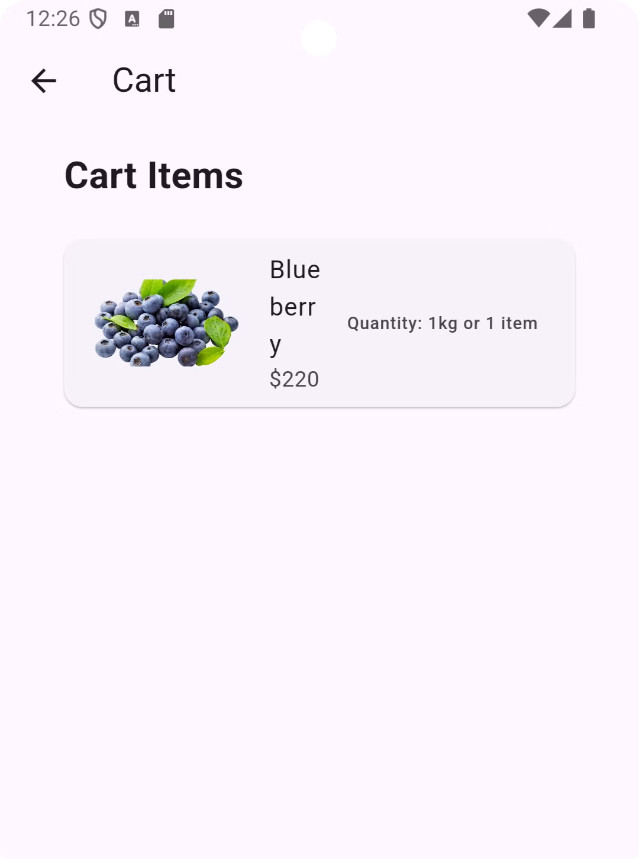 12:26
Cart
Cart Items
Blue
berr
y
$220
Quantity: 1kg or 1 item